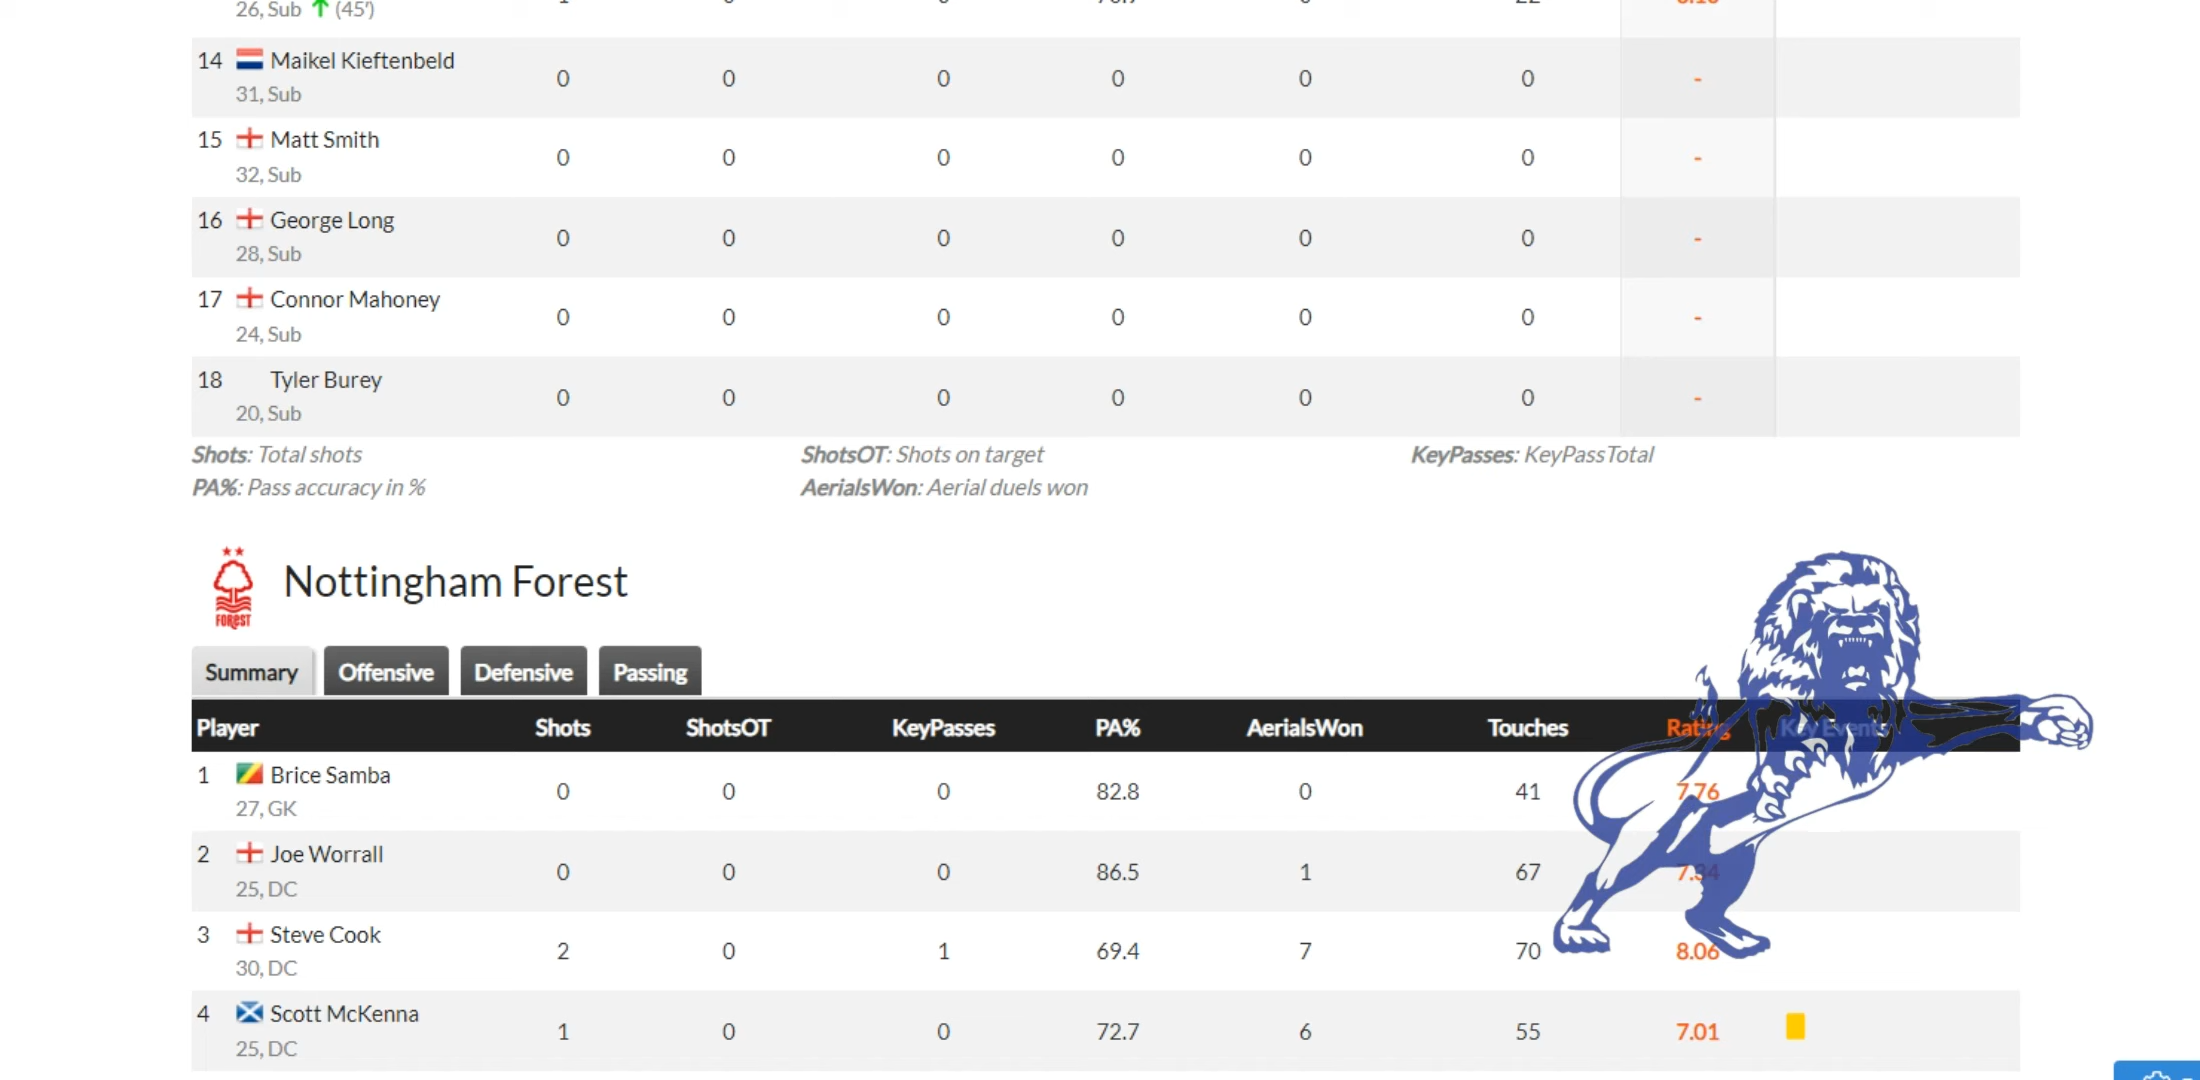 26, Sub (45')
14 Maikel Kieftenbeld 0 0 0 0 0 0 -
31, Sub
15 Matt Smith 0 0 0 0 0 0 -
32, Sub
16 George Long 0 0 0 0 0 0 -
28, Sub
17 Connor Mahoney 0 0 0 0 0 0 -
24, Sub
18 Tyler Burey 0 0 0 0 0 0 -
20, Sub
Shots: Total shots ShotsOT: Shots on target KeyPasses: KeyPassTotal
PA%: Pass accuracy in % AerialsWon: Aerial duels won
FOREST
Nottingham Forest
Summary Offensive Defensive Passing
Player Shots ShotsOT KeyPasses PA% AerialsWon Touches Rating Key Events
1 Brice Samba 0 0 0 82.8 0 41 7.76
27, GK
2 Joe Worrall 0 0 0 86.5 1 67 7.34
25, DC
3 Steve Cook 2 0 1 69.4 7 70 8.06
30, DC
4 Scott McKenna 1 0 0 72.7 6 55 7.01
25, DC